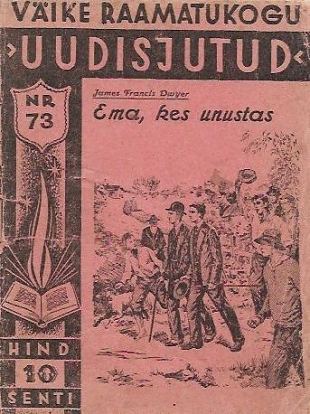 VÄIKE RAAMATUKOGU
›UUDISJUTUD‹
NR.
73
James Francis Dwyer
Ema, kes unustas
HIND
10
SENTI